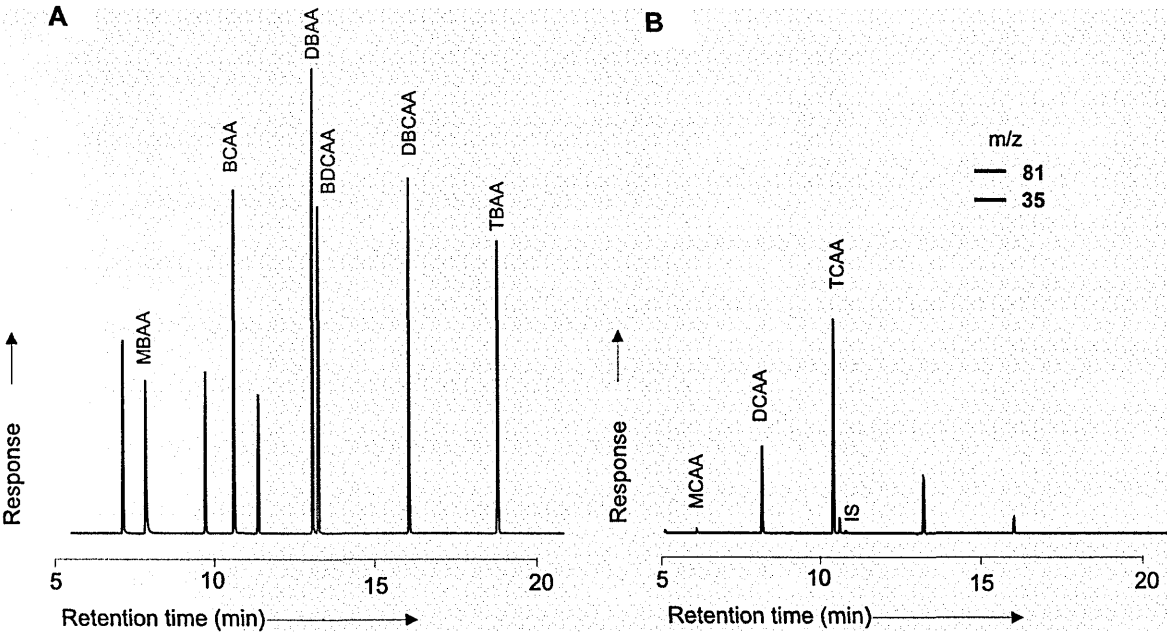 A
DBAA
BCAA
BDCAA
DBCAA
MBAA
TBAA
Response
5 10 15 20
Retention time (min)
B
m/z
81
35
TCAA
DCAA
MCAA
IS
Response
5 10 15 20
Retention time (min)